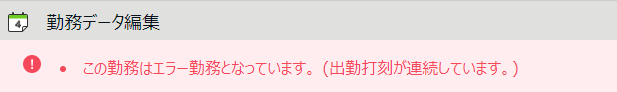 4
勤務データ編集
• この勤務はエラー勤務となっています。(出勤打刻が連続しています。)